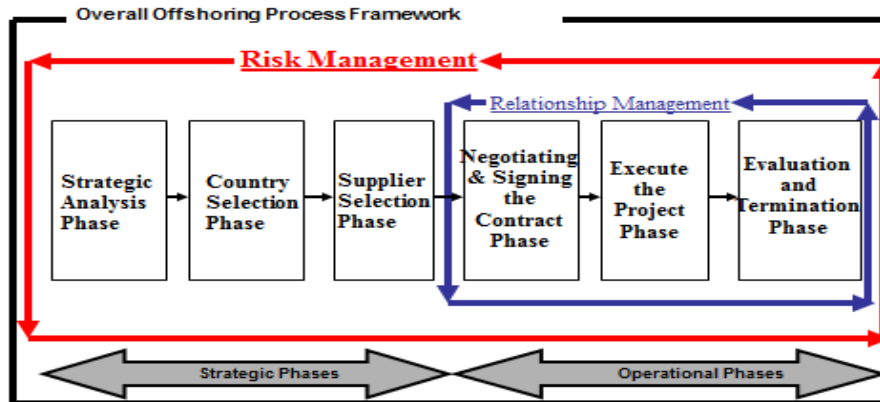 Overall Offshoring Process Framework
Risk Management
Relationship Management
Strategic
Analysis
Phase
Country
Selection
Phase
Supplier
Selection
Phase
Negotiating
& Signing
the
Contract
Phase
Execute
the
Project
Phase
Evaluation
and
Termination
Phase
Strategic Phases
Operational Phases